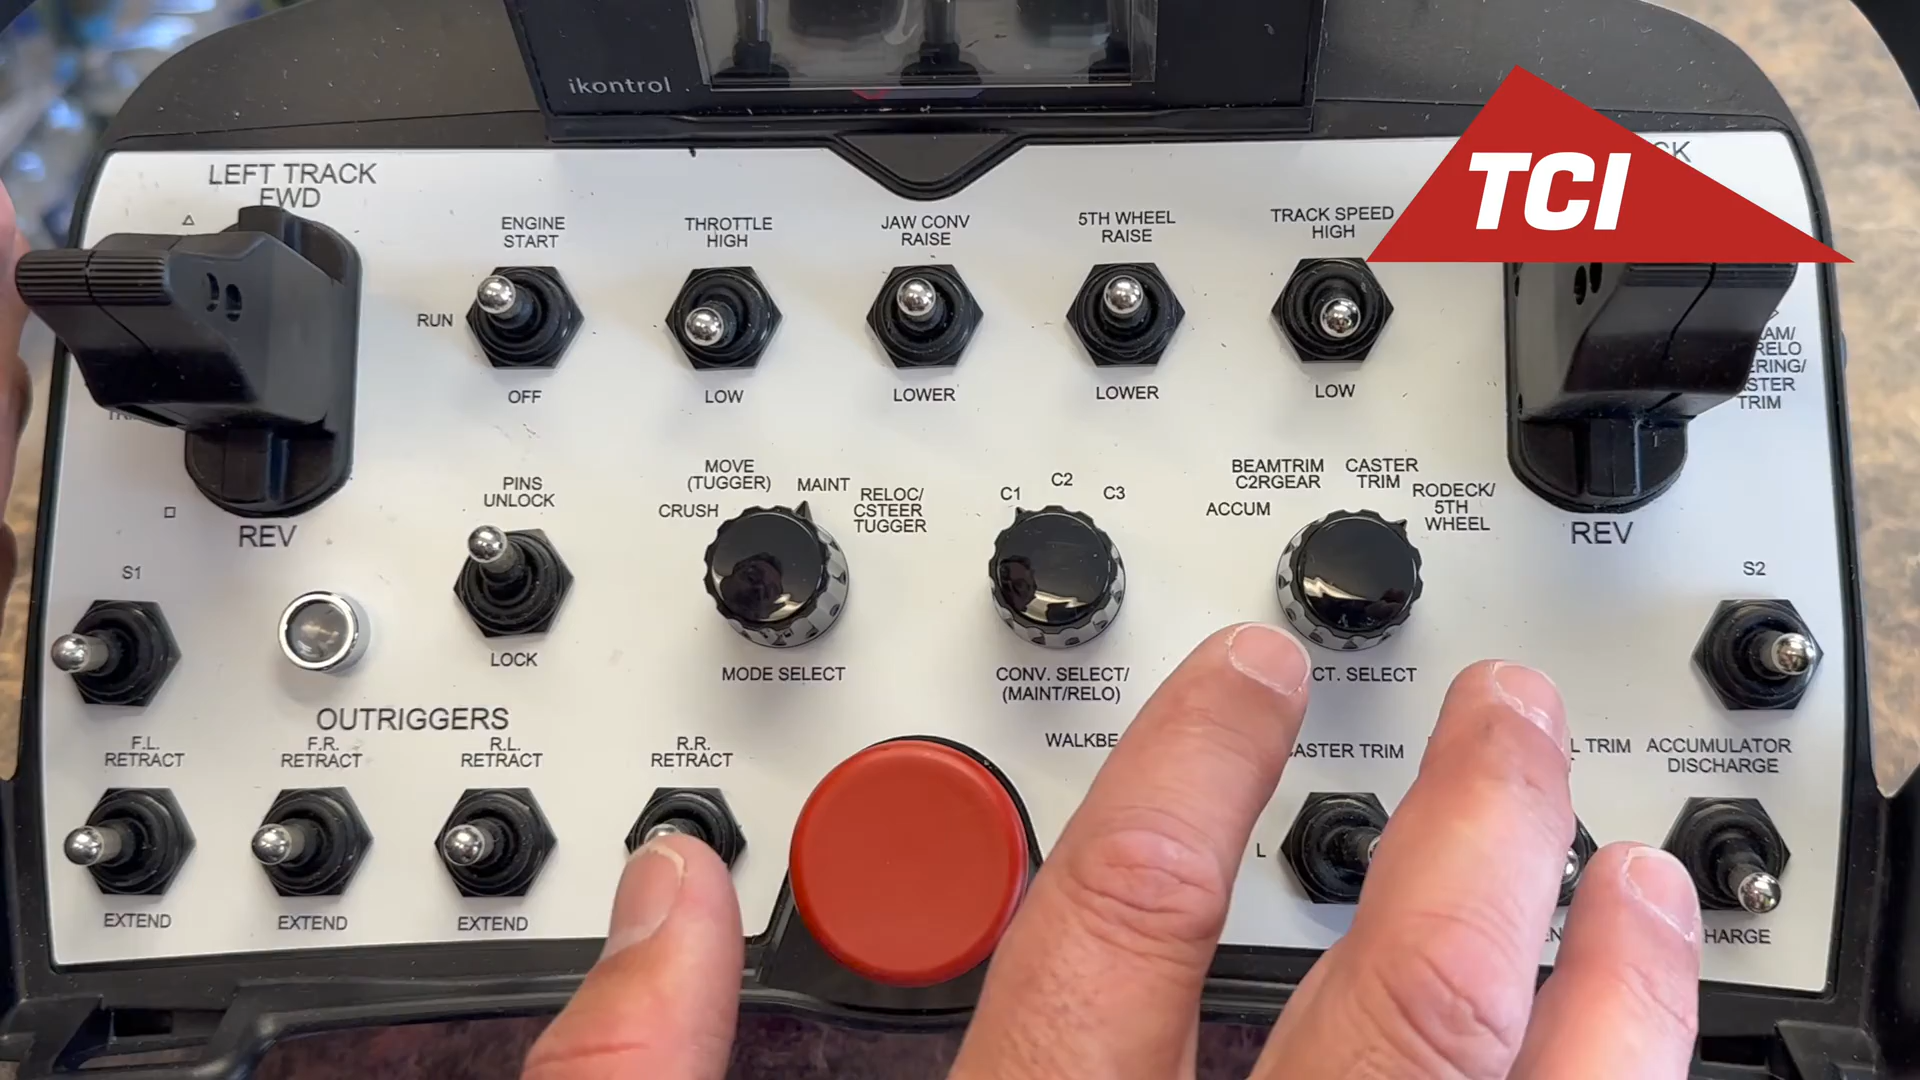 ikontrol
TCI
LEFT TRACK
FWD
ENGINE
START
THROTTLE
HIGH
JAW CONV
RAISE
5TH WHEEL
RAISE
TRACK SPEED
HIGH
RUN
OFF
LOW
LOWER
LOWER
LOW
TRIM
PINS
UNLOCK
MOVE
(TUGGER)
CRUSH
MAINT
RELOC/
CSTEER
TUGGER
C1
C2
C3
ACCUM
BEAMTRIM
C2RGEAR
CASTER
TRIM
RODECK/
5TH
WHEEL
REV
REV
S1
S2
LOCK
MODE SELECT
CONV. SELECT/
(MAINT/RELO)
CT. SELECT
OUTRIGGERS
F.L.
RETRACT
F.R.
RETRACT
R.L.
RETRACT
R.R.
RETRACT
WALKBE
CASTER TRIM
TRIM
ACCUMULATOR
DISCHARGE
L
EXTEND
EXTEND
EXTEND
HARGE